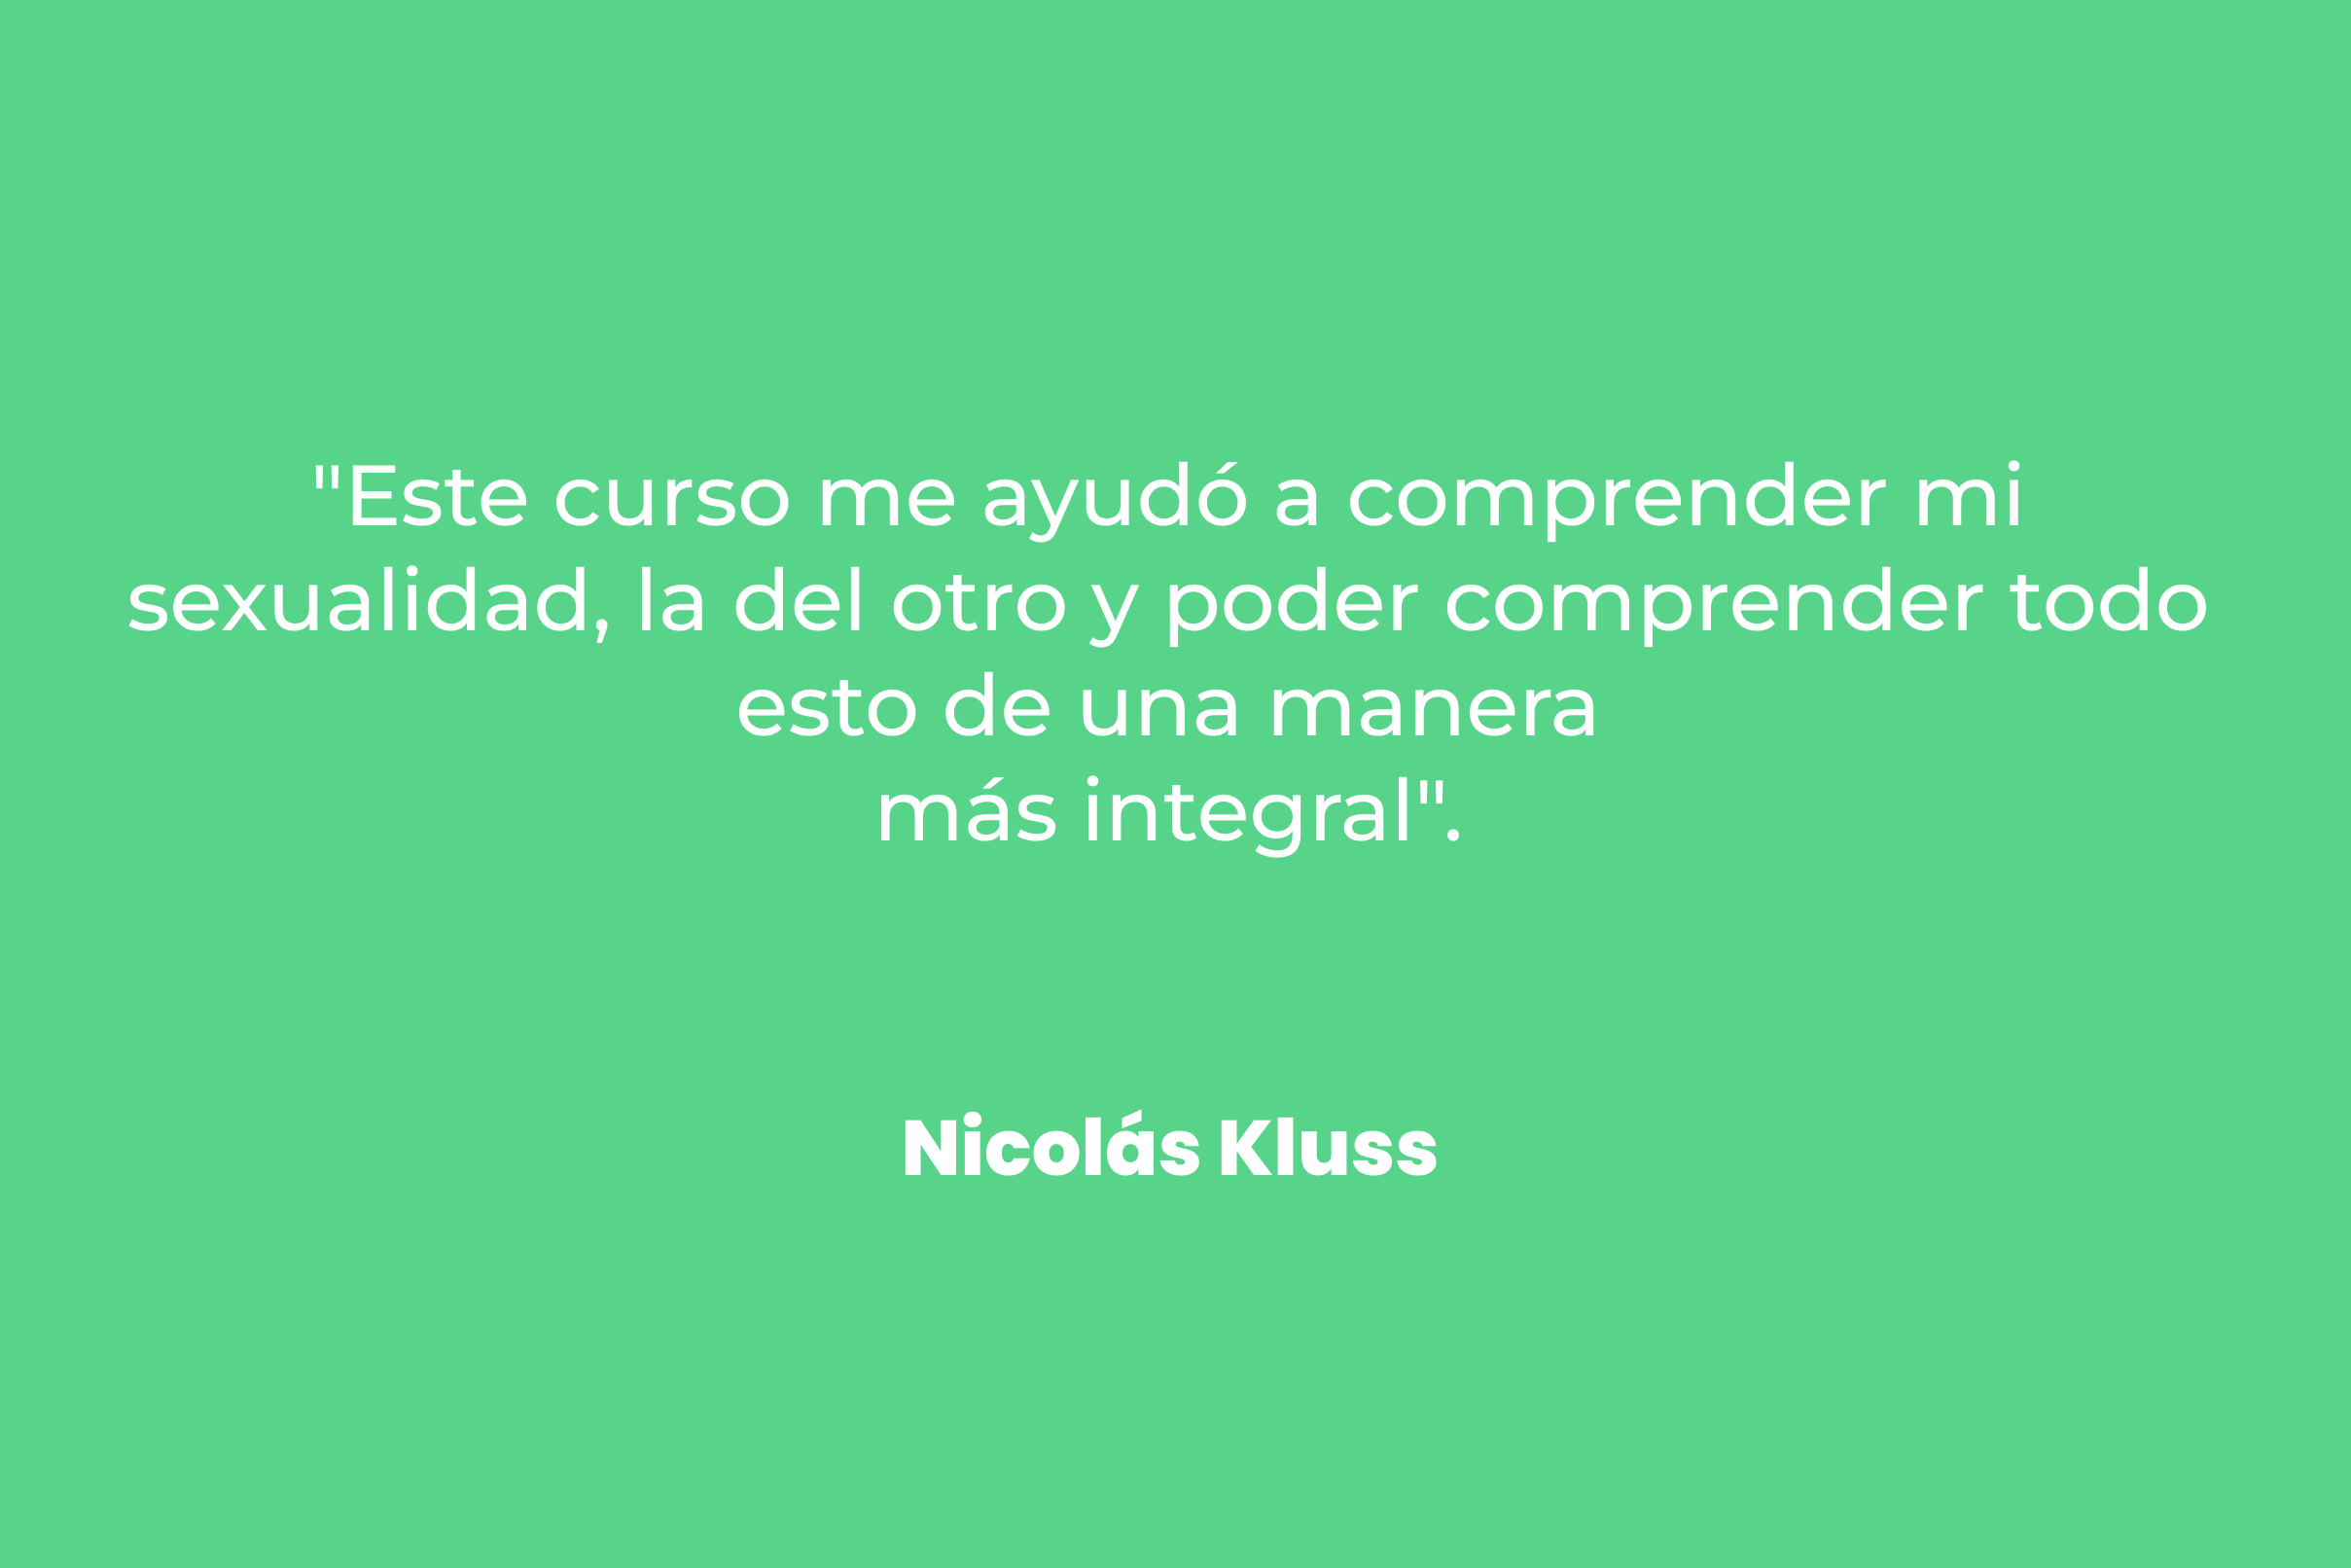 "Este curso me ayudó a comprender mi
sexualidad, la del otro y poder comprender todo
esto de una manera
más integral".
Nicolás Kluss